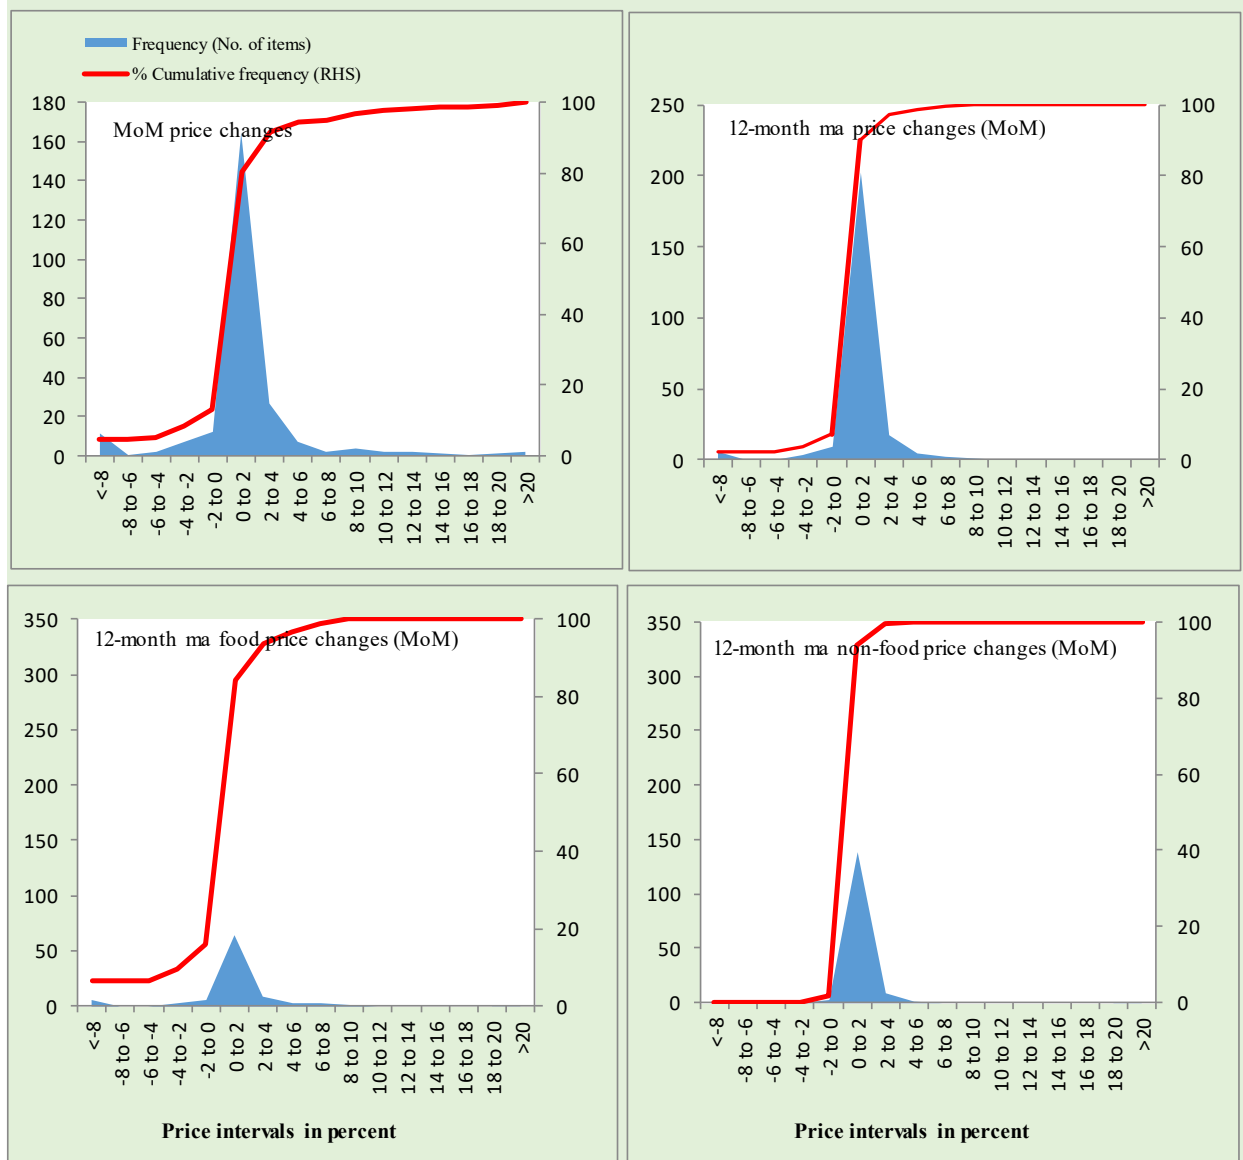 Frequency (No. of items)
% Cumulative frequency (RHS)
MoM price changes
180
160
140
120
100
80
60
40
20
0
100
80
60
40
20
0
<-8
-8 to -6
-6 to -4
-4 to -2
-2 to 0
0 to 2
2 to 4
4 to 6
6 to 8
8 to 10
10 to 12
12 to 14
14 to 16
16 to 18
18 to 20
>20
12-month ma price changes (MoM)
250
200
150
100
50
0
100
80
60
40
20
0
<-8
-8 to -6
-6 to -4
-4 to -2
-2 to 0
0 to 2
2 to 4
4 to 6
6 to 8
8 to 10
10 to 12
12 to 14
14 to 16
16 to 18
18 to 20
>20
12-month ma food price changes (MoM)
350
300
250
200
150
100
50
0
100
80
60
40
20
0
<-8
-8 to -6
-6 to -4
-4 to -2
-2 to 0
0 to 2
2 to 4
4 to 6
6 to 8
8 to 10
10 to 12
12 to 14
14 to 16
16 to 18
18 to 20
>20
Price intervals in percent
12-month ma non-food price changes (MoM)
350
300
250
200
150
100
50
0
100
80
60
40
20
0
<-8
-8 to -6
-6 to -4
-4 to -2
-2 to 0
0 to 2
2 to 4
4 to 6
6 to 8
8 to 10
10 to 12
12 to 14
14 to 16
16 to 18
18 to 20
>20
Price intervals in percent